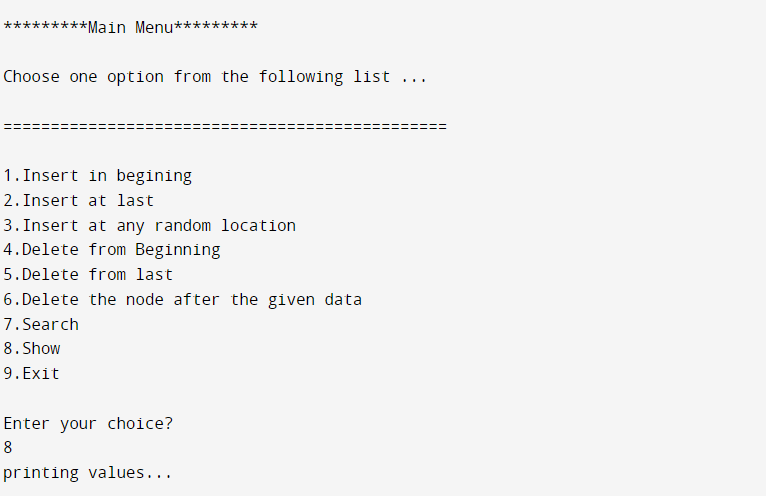 *********Main Menu*********
Choose one option from the following list ...
===============================================
1.Insert in begining
2.Insert at last
3.Insert at any random location
4.Delete from Beginning
5.Delete from last
6.Delete the node after the given data
7.Search
8.Show
9.Exit
Enter your choice?
8
printing values...